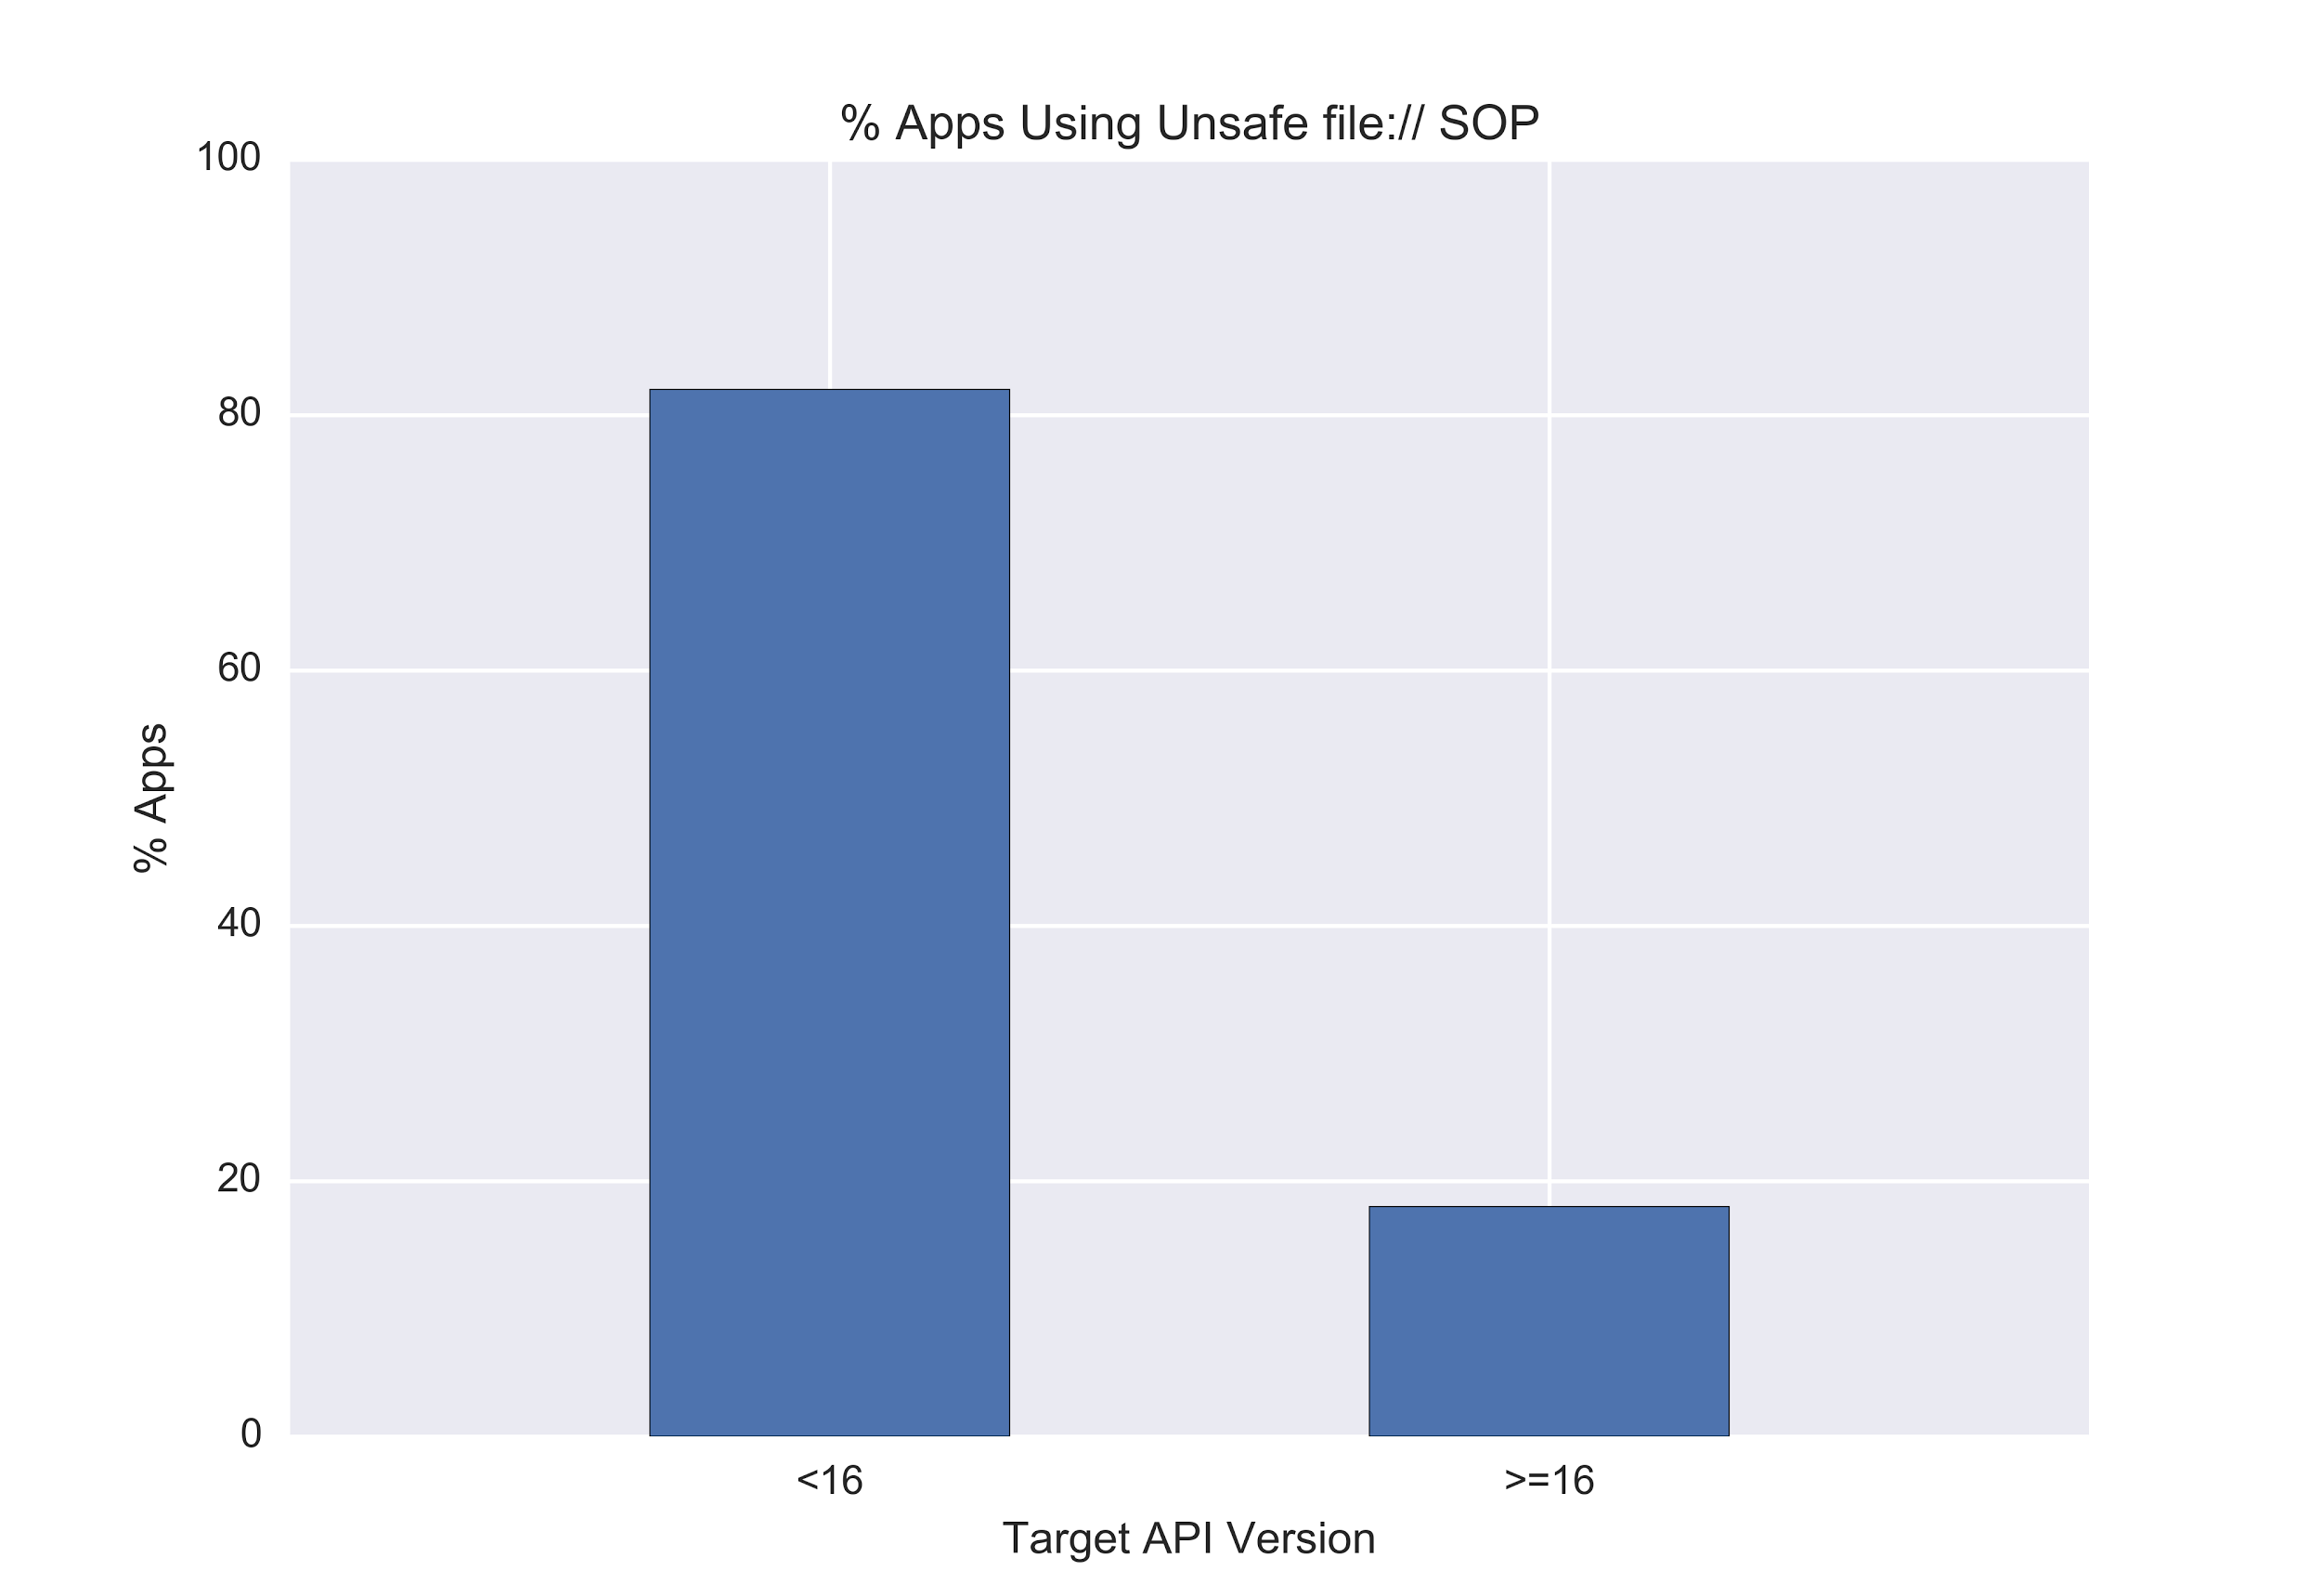 % Apps Using Unsafe file:// SOP
100
80
60
40
20
0
% Apps
<16
>=16
Target API Version